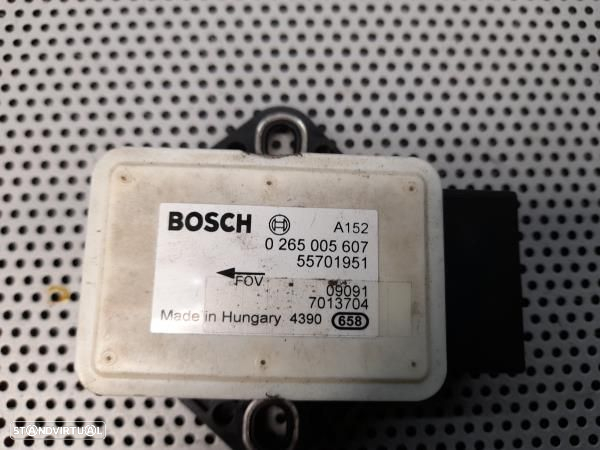 BOSCH A152
0 265 005 607
55701951
FOV
09091
7013704
Made in Hungary 4390 658
STANDVIRTUAL